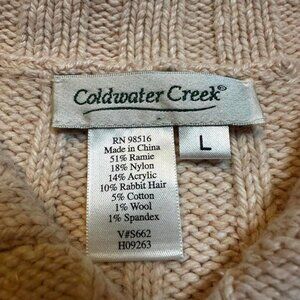 Coldwater Creek®
L
RN 98516
Made in China
51% Ramie
18% Nylon
14% Acrylic
10% Rabbit Hair
5% Cotton
1% Wool
1% Spandex
V#S662
H09263